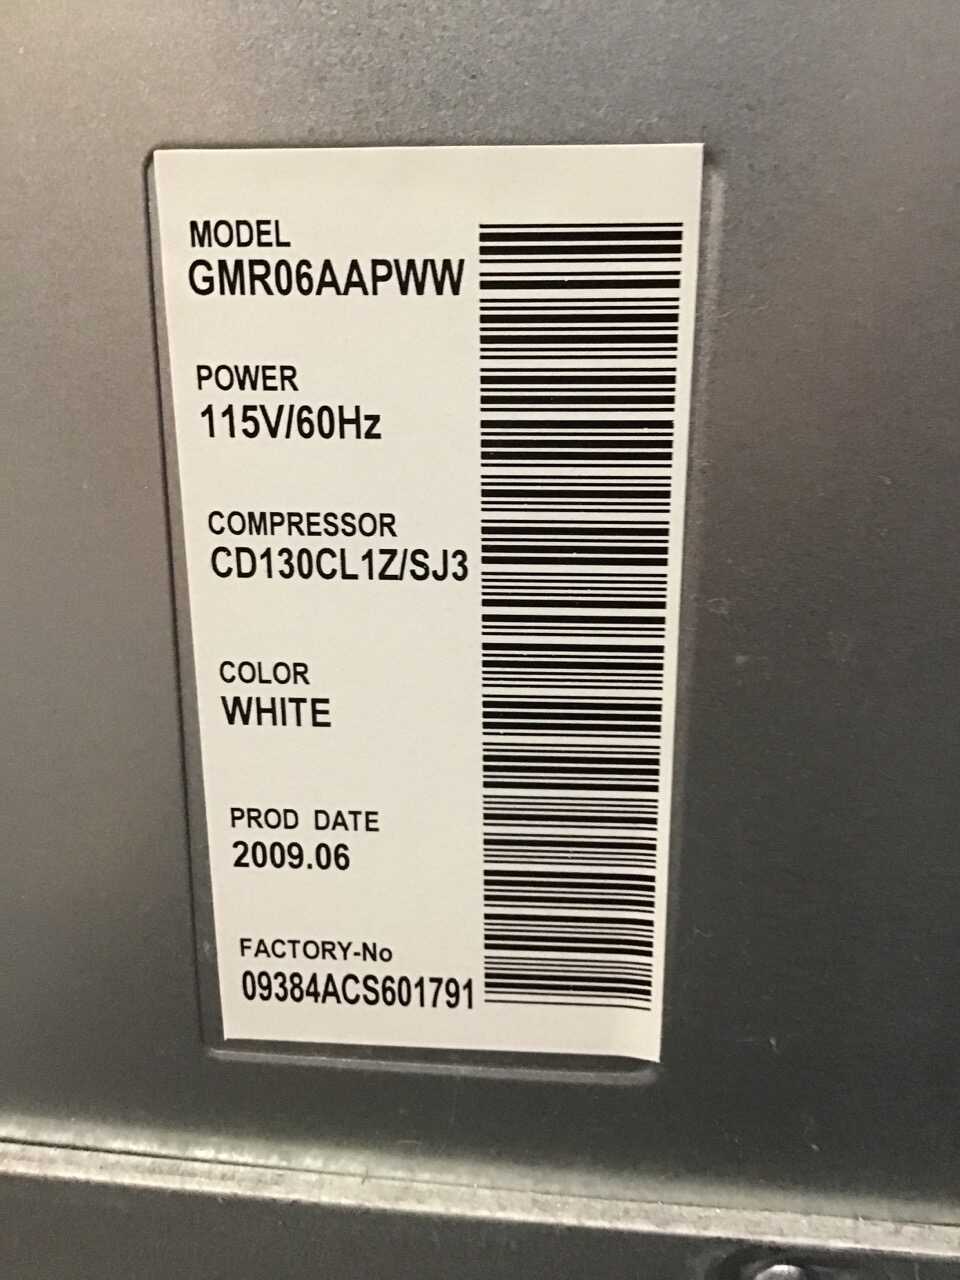 MODEL
GMR06AAPWW
POWER
115V/60Hz
COMPRESSOR
CD130CL1Z/SJ3
COLOR
WHITE
PROD DATE
2009.06
FACTORY-No
09384ACS601791